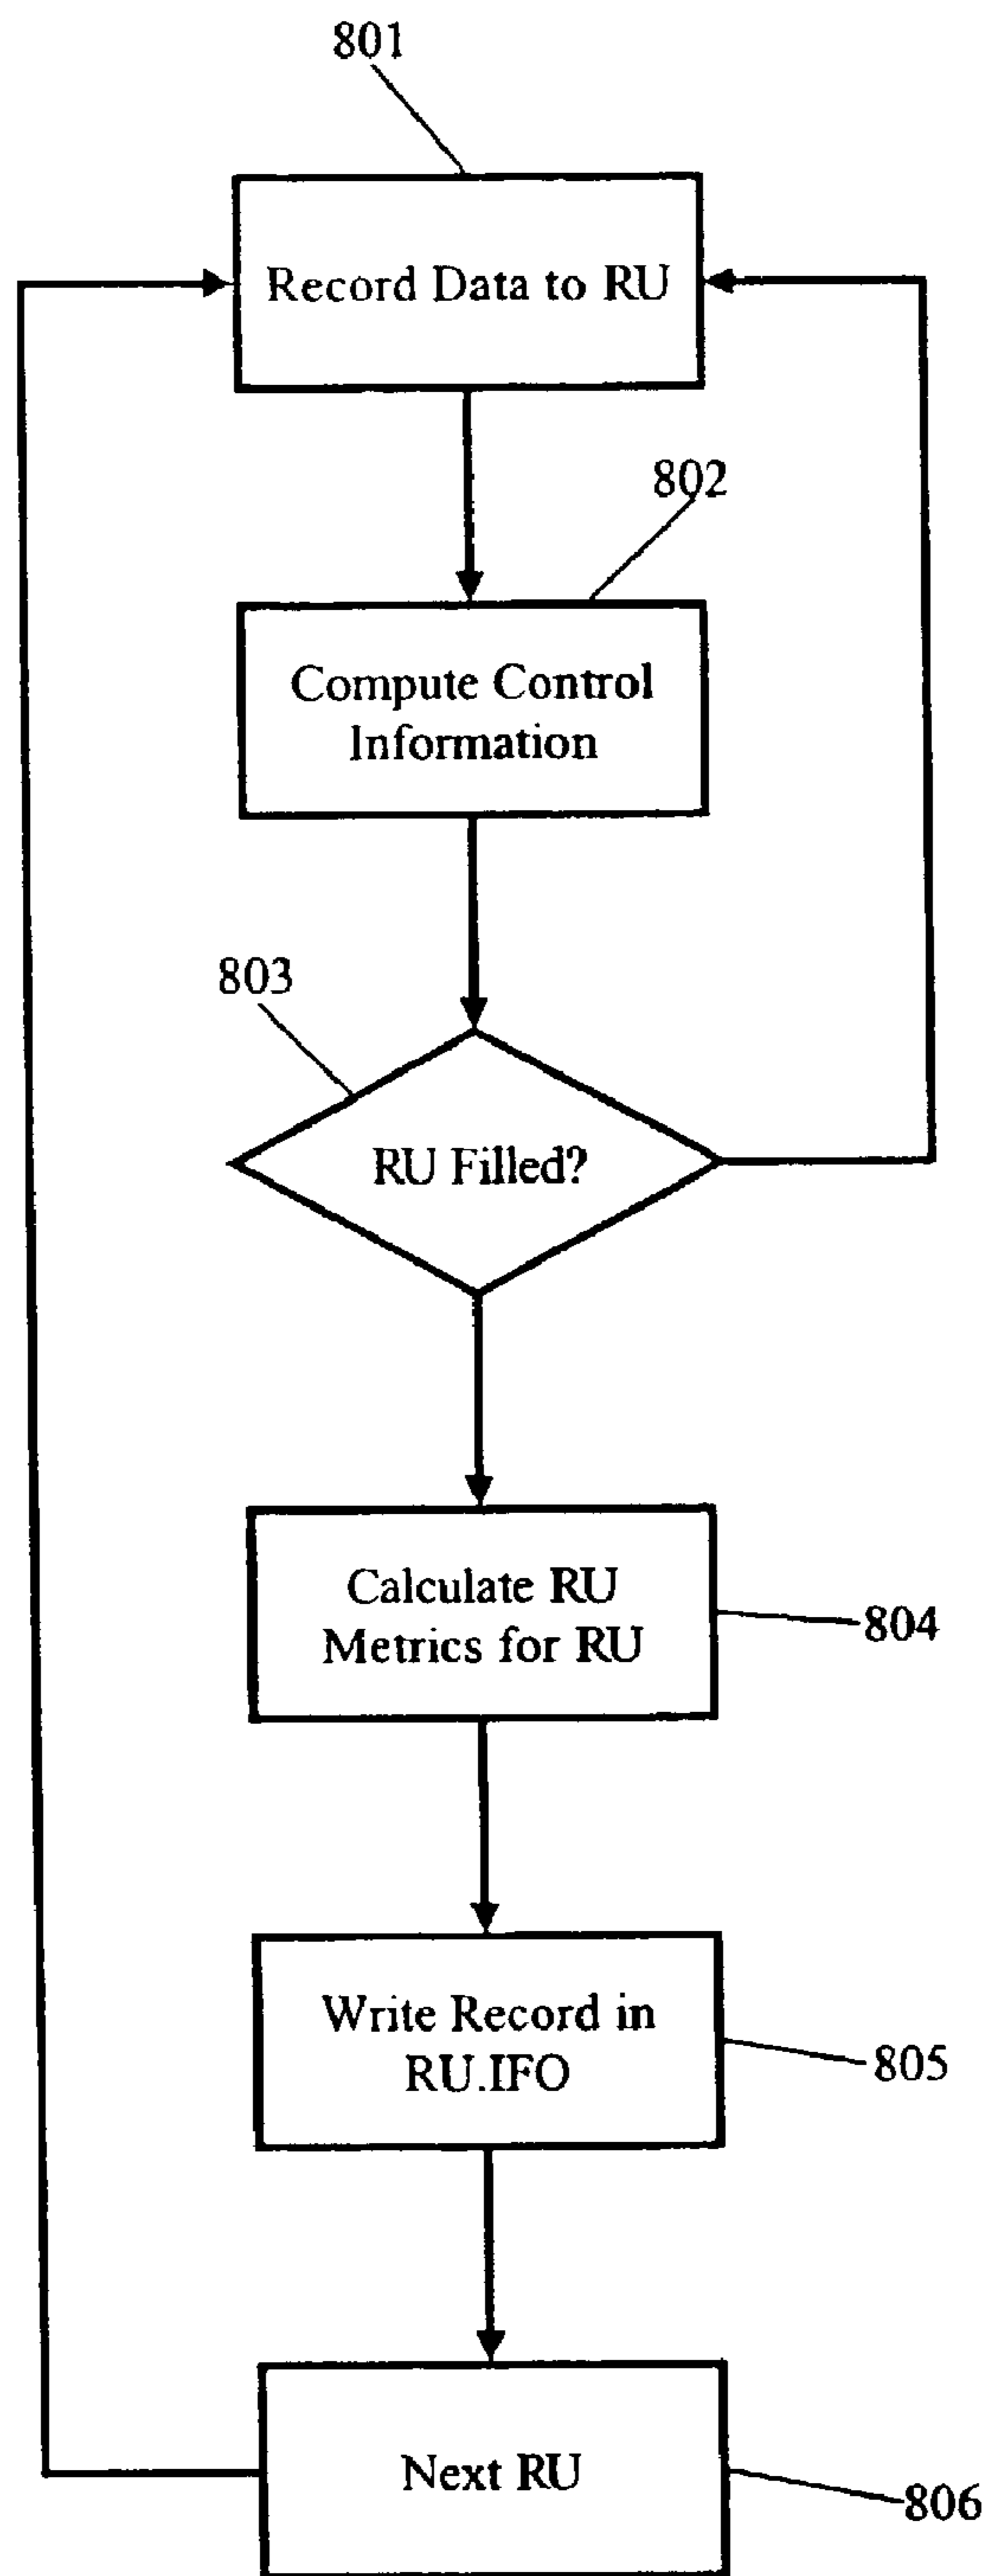 801
Record Data to RU
802
Compute Control
Information
803
RU Filled?
Calculate RU
Metrics for RU
804
Write Record in
RU.IFO
805
Next RU
806